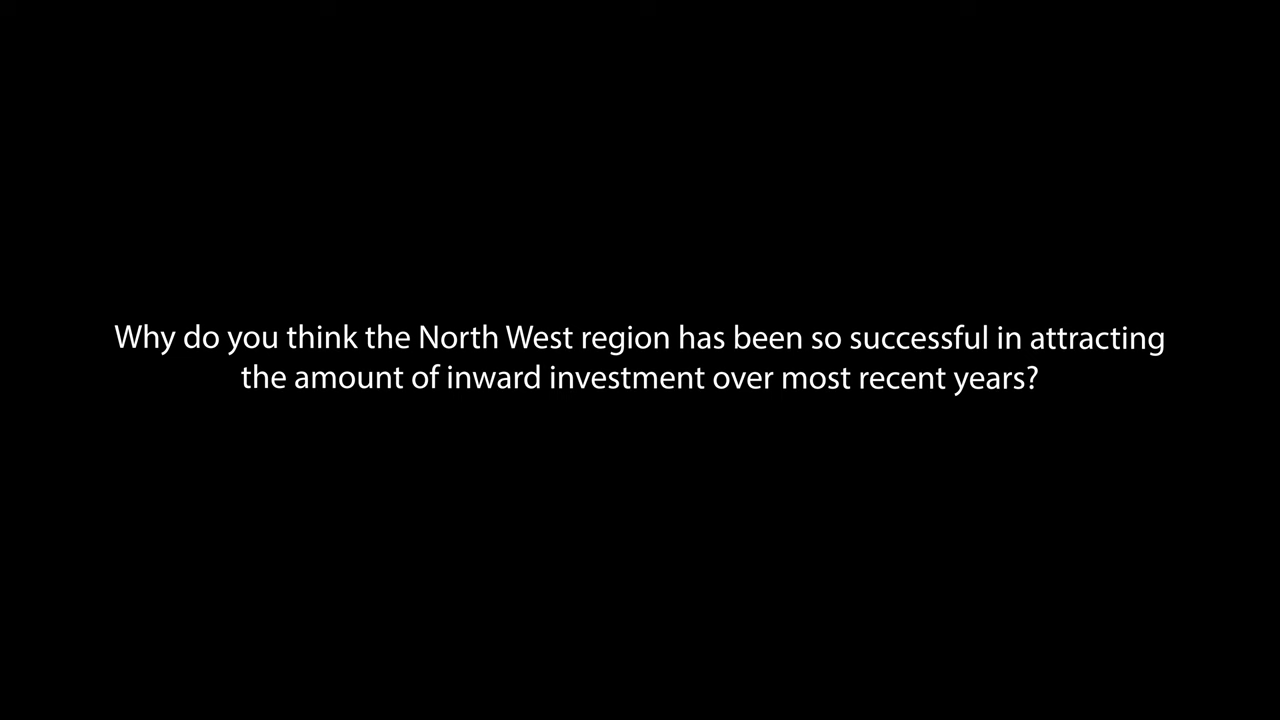 Why do you think the North West region has been so successful in attracting
the amount of inward investment over most recent years?